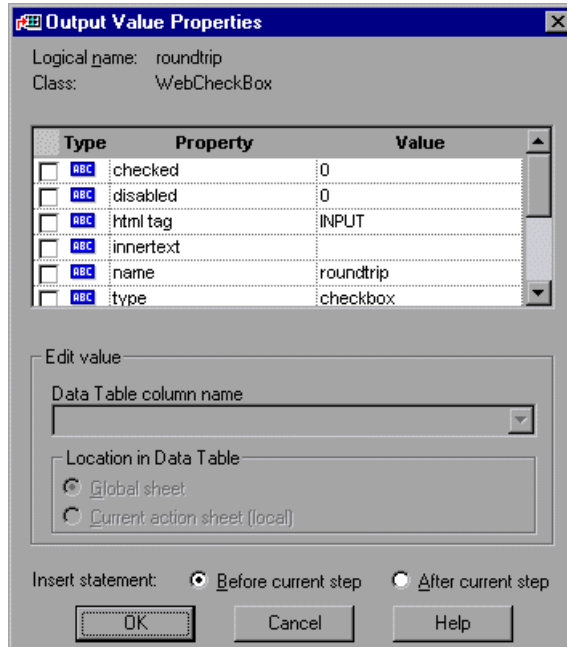 Output Value Properties
Logical name: roundtrip
Class: WebCheckBox
Type Property Value
ABC checked 0
ABC disabled 0
ABC html tag INPUT
ABC innertext
ABC name roundtrip
ABC type checkbox
Edit value
Data Table column name
Location in Data Table
Global sheet
Current action sheet (local)
Insert statement: Before current step After current step
OK Cancel Help